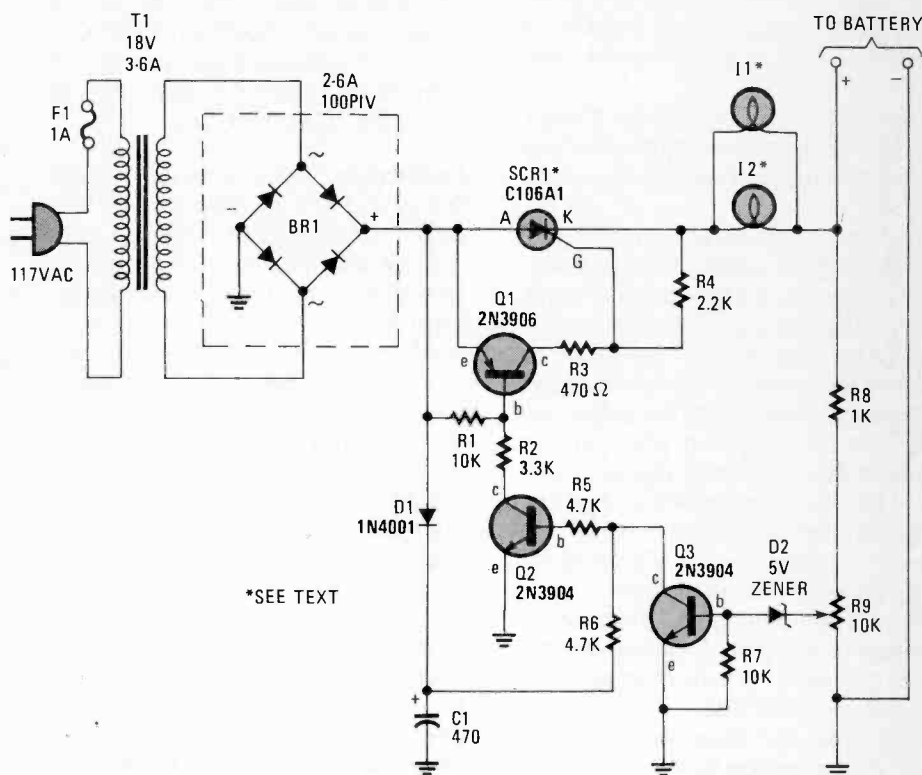 T1
18V
3·6A
F1
1A
117VAC
2·6A
100PIV
~
-
BR1
+
~
SCR1*
C106A1
A
K
G
I1*
I2*
TO BATTERY
+
-
R4
2.2K
Q1
2N3906
e
c
b
R3
470 Ω
R1
10K
R2
3.3K
R8
1K
D1
1N4001
c
b
e
Q2
2N3904
R5
4.7K
Q3
2N3904
c
b
e
D2
5V
ZENER
R9
10K
*SEE TEXT
R6
4.7K
R7
10K
+
C1
470